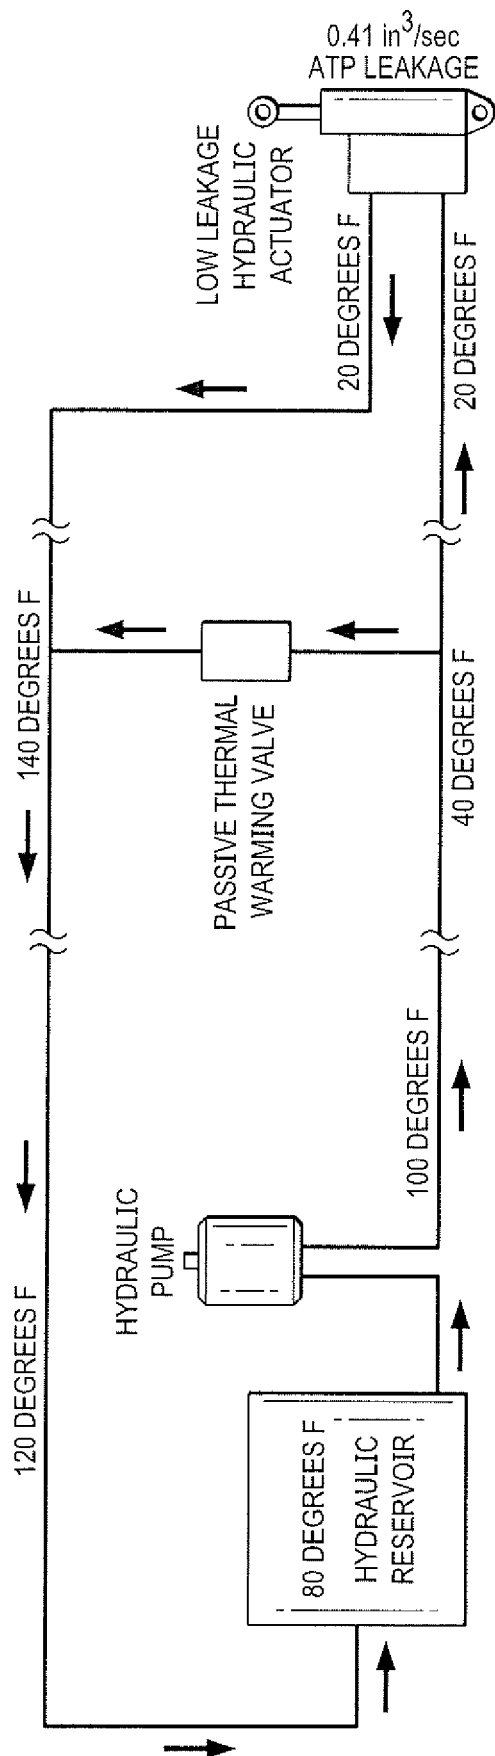 0.41 in³/sec
ATP LEAKAGE
LOW LEAKAGE
HYDRAULIC
ACTUATOR
20 DEGREES F
20 DEGREES F
140 DEGREES F
PASSIVE THERMAL
WARMING VALVE
40 DEGREES F
100 DEGREES F
HYDRAULIC
PUMP
120 DEGREES F
80 DEGREES F
HYDRAULIC
RESERVOIR